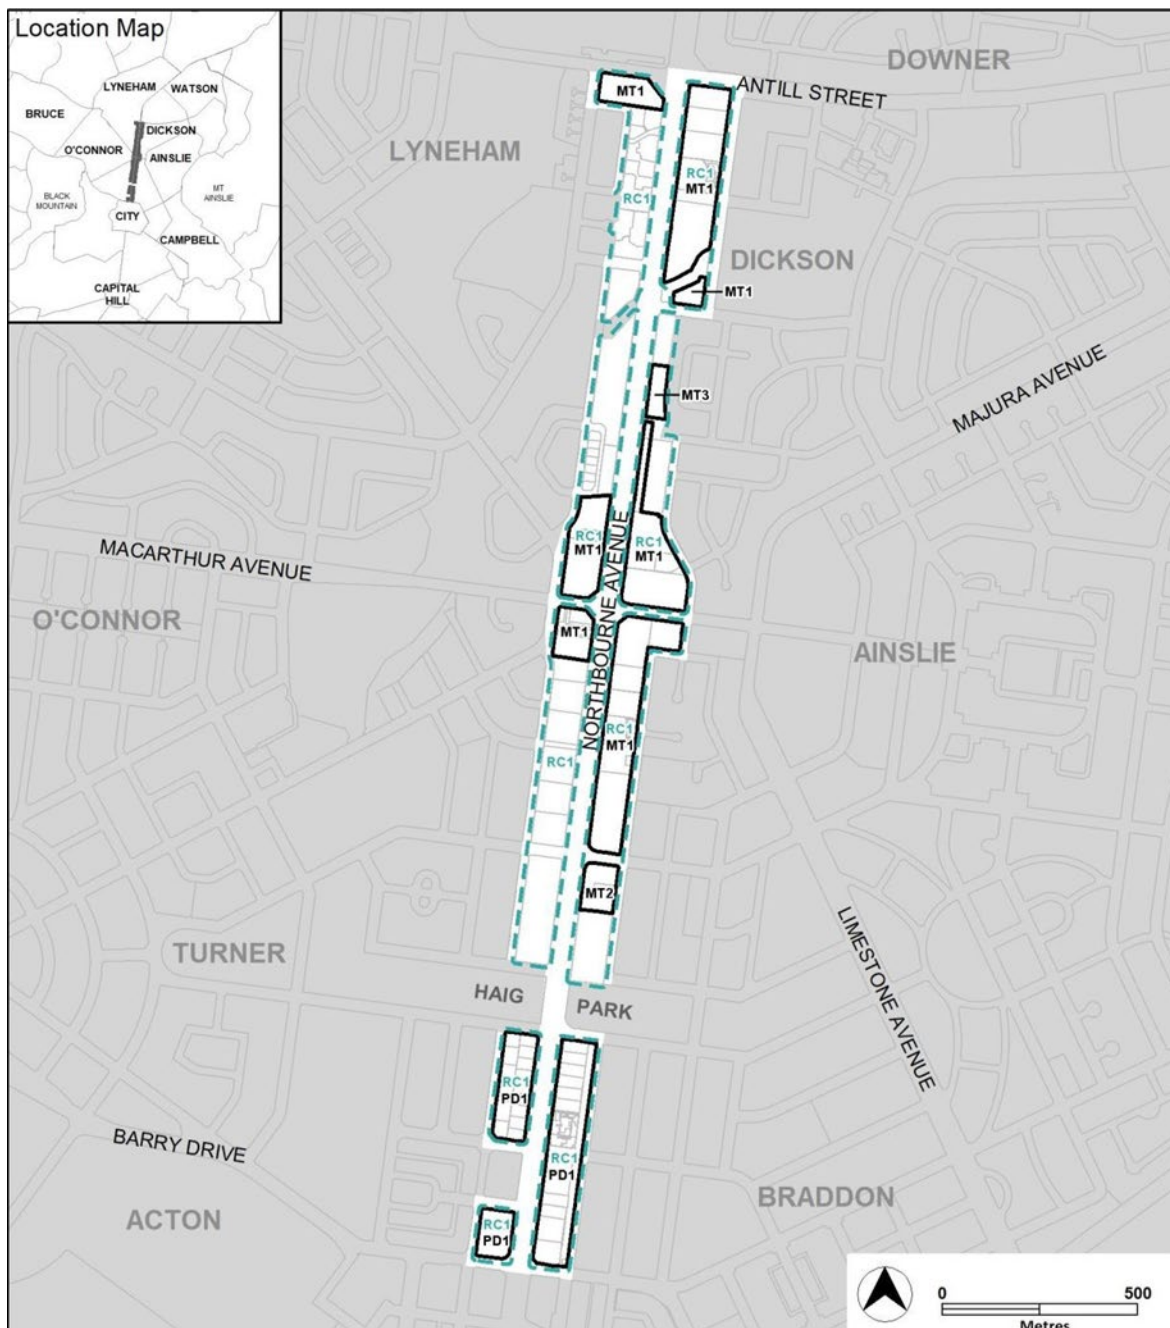 Location Map
LYNEHAM
WATSON
BRUCE
DICKSON
O'CONNOR
AINSLIE
BLACK
MOUNTAIN
MT
AINSLIE
CITY
CAMPBELL
CAPITAL
HILL
DOWNER
ANTILL STREET
MT1
LYNEHAM
RC1
MT1
RC1
DICKSON
MT1
MAJURA AVENUE
MT3
NORTHBOURNE AVENUE
RC1
MT1
RC1
MT1
MACARTHUR AVENUE
O'CONNOR
MT1
AINSLIE
RC1
MT1
RC1
MT2
LIMESTONE AVENUE
TURNER
HAIG
PARK
RC1
PD1
BARRY DRIVE
RC1
PD1
BRADDON
ACTON
RC1
PD1
0
500
Metres